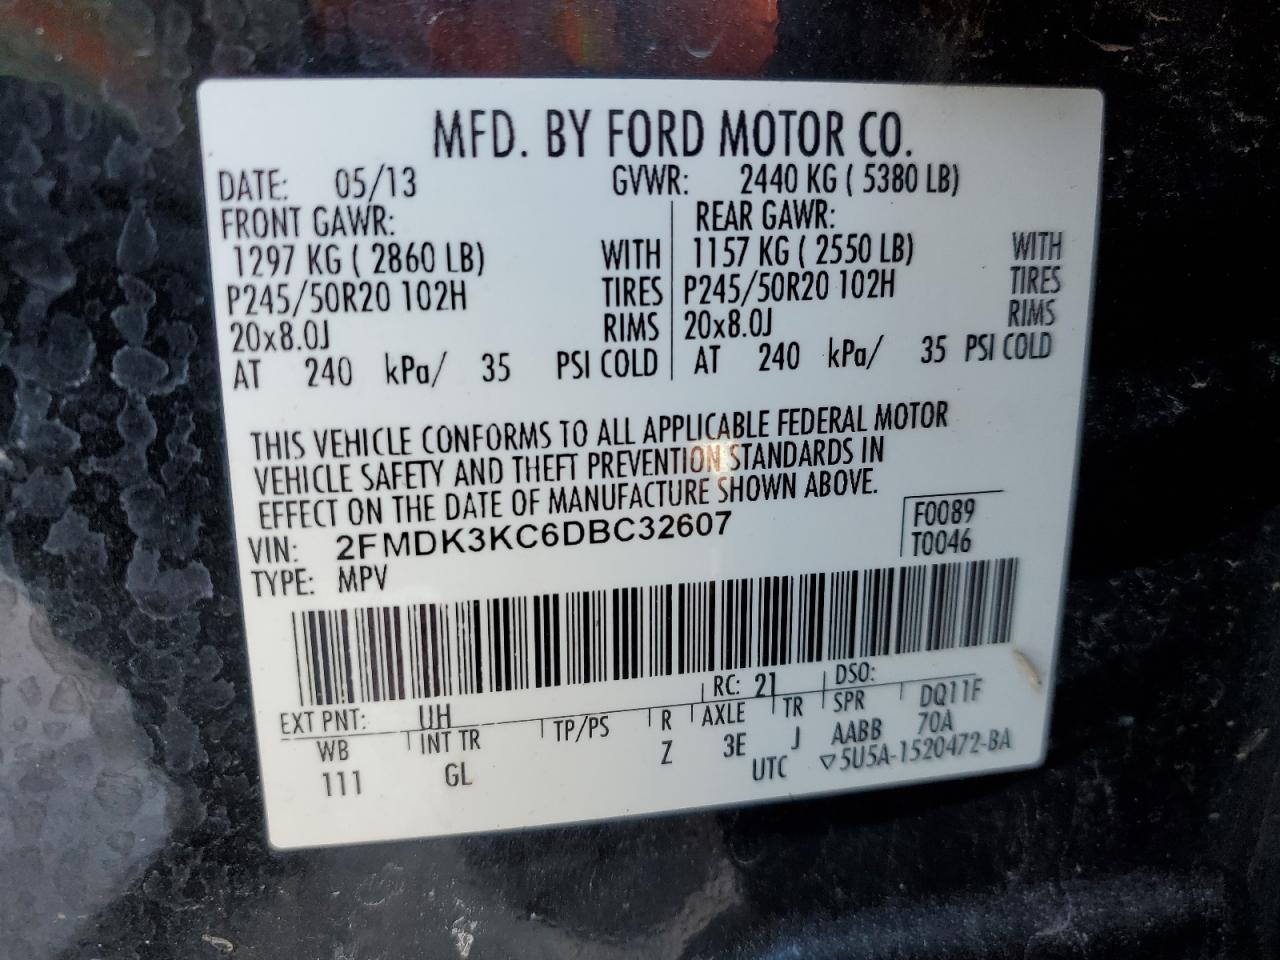 MFD. BY FORD MOTOR CO.
DATE: 05/13 GVWR: 2440 KG ( 5380 LB)
FRONT GAWR: REAR GAWR:
1297 KG ( 2860 LB) WITH 1157 KG ( 2550 LB) WITH
P245/50R20 102H TIRES P245/50R20 102H TIRES
20x8.0J RIMS 20x8.0J RIMS
AT 240 kPa/ 35 PSI COLD AT 240 kPa/ 35 PSI COLD
THIS VEHICLE CONFORMS TO ALL APPLICABLE FEDERAL MOTOR
VEHICLE SAFETY AND THEFT PREVENTION STANDARDS IN
EFFECT ON THE DATE OF MANUFACTURE SHOWN ABOVE.
VIN: 2FMDK3KC6DBC32607 F0089
TYPE: MPV T0046
EXT PNT: UH RC: 21 DSO:
WB INT TR TP/PS R AXLE TR SPR DQ11F
111 GL Z 3E J AABB 70A
UTC ▽5U5A-1520472-BA